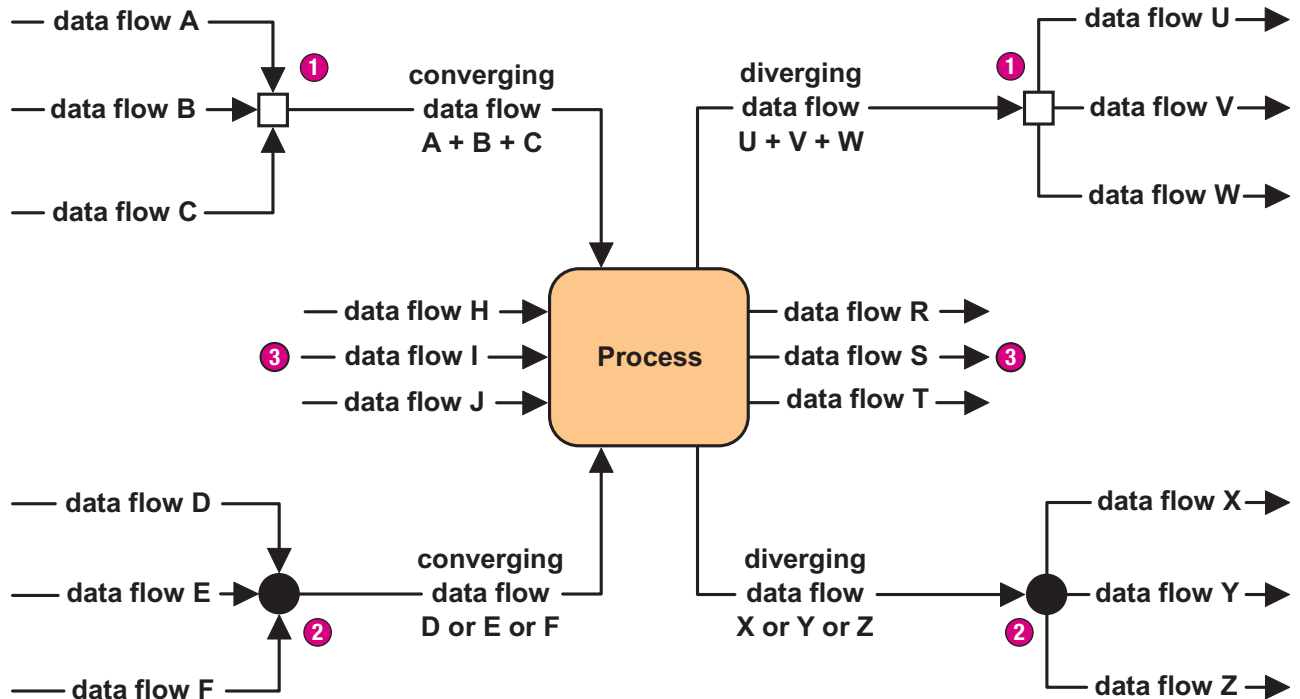 data flow A
data flow B
data flow C
1
converging
data flow
A + B + C
diverging
data flow
U + V + W
1
data flow U
data flow V
data flow W
data flow H
3
data flow I
data flow J
Process
data flow R
data flow S
3
data flow T
data flow D
data flow E
data flow F
2
converging
data flow
D or E or F
diverging
data flow
X or Y or Z
2
data flow X
data flow Y
data flow Z